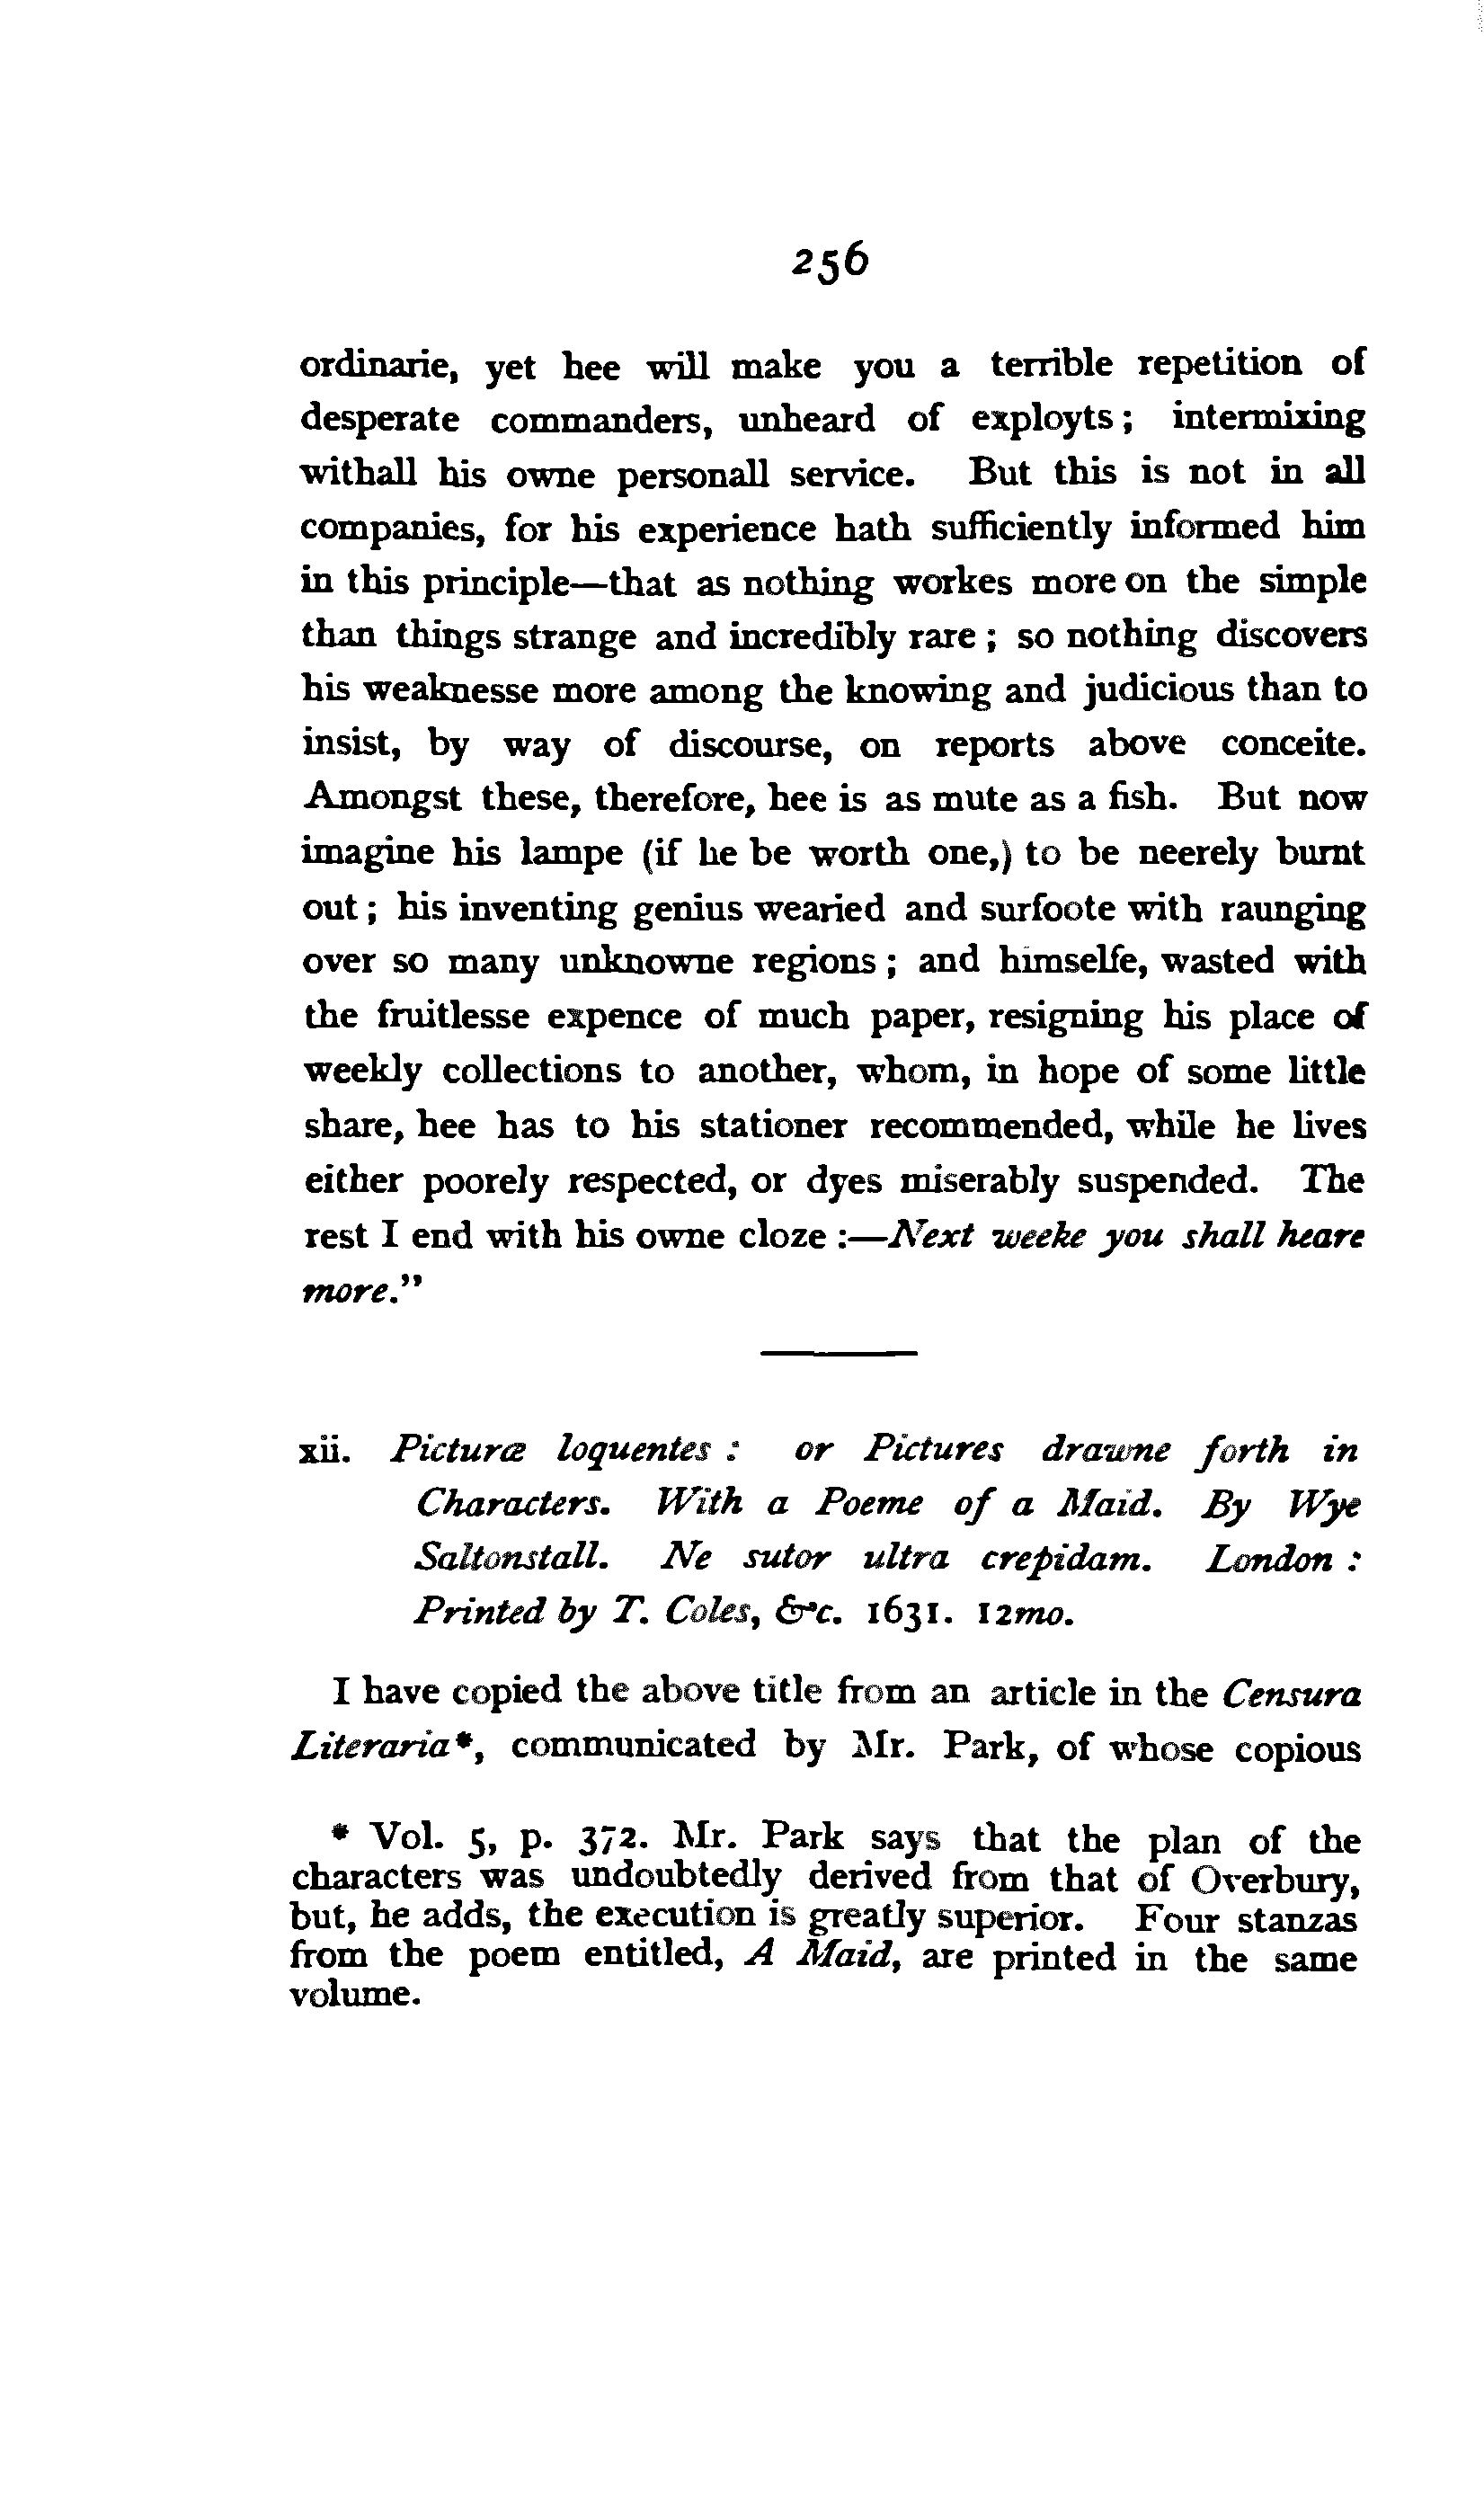 256
ordinarie, yet hee will make you a terrible repetition of
desperate commanders, unheard of exployts; intermixing
withall his owne personall service. But this is not in all
companies, for his experience hath sufficiently informed him
in this principle—that as nothing workes more on the simple
than things strange and incredibly rare; so nothing discovers
his weaknesse more among the knowing and judicious than to
insist, by way of discourse, on reports above conceite.
Amongst these, therefore, hee is as mute as a fish. But now
imagine his lampe (if he be worth one,) to be neerely burnt
out; his inventing genius wearied and surfoote with raunging
over so many unknowne regions; and himselfe, wasted with
the fruitlesse expence of much paper, resigning his place of
weekly collections to another, whom, in hope of some little
share, hee has to his stationer recommended, while he lives
either poorely respected, or dyes miserably suspended. The
rest I end with his owne cloze:—Next weeke you shall heare
more."
xii. Picturæ loquentes: or Pictures drawne forth in
Characters. With a Poeme of a Maid. By Wye
Saltonstall. Ne sutor ultra crepidam. London:
Printed by T. Coles, &c. 1631. 12mo.
I have copied the above title from an article in the Censura
Literaria*, communicated by Mr. Park, of whose copious
* Vol. 5, p. 372. Mr. Park says that the plan of the
characters was undoubtedly derived from that of Overbury,
but, he adds, the execution is greatly superior. Four stanzas
from the poem entitled, A Maid, are printed in the same
volume.